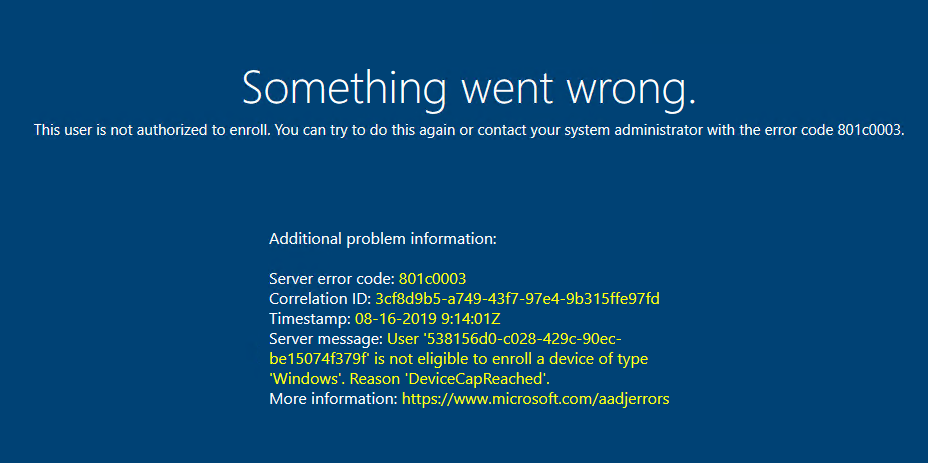 Something went wrong.
This user is not authorized to enroll. You can try to do this again or contact your system administrator with the error code 801c0003.
Additional problem information:
Server error code: 801c0003
Correlation ID: 3cf8d9b5-a749-43f7-97e4-9b315ffe97fd
Timestamp: 08-16-2019 9:14:01Z
Server message: User '538156d0-c028-429c-90ec-
be15074f379f' is not eligible to enroll a device of type
'Windows'. Reason 'DeviceCapReached'.
More information: https://www.microsoft.com/aadjerrors